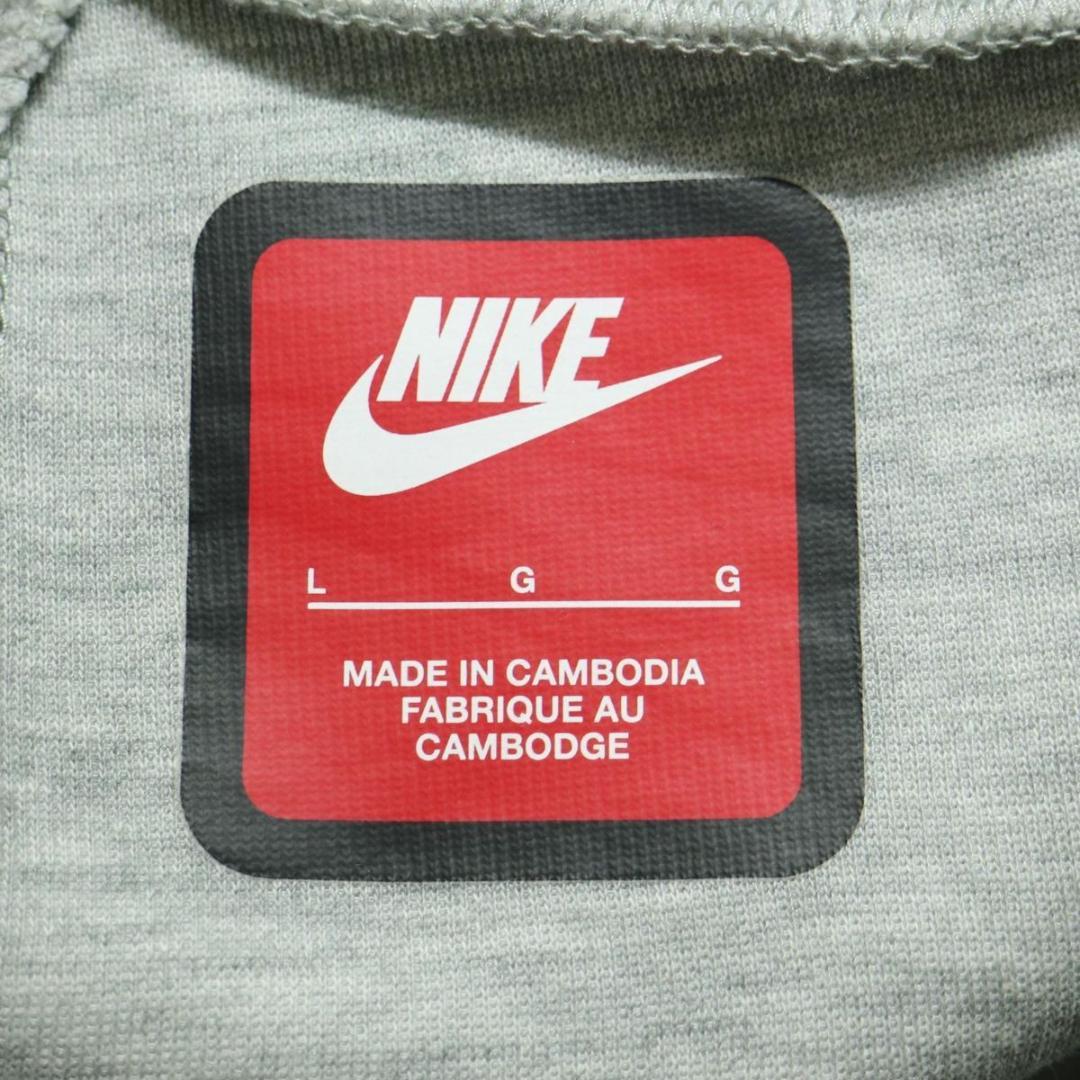 NIKE
L G G
MADE IN CAMBODIA
FABRIQUE AU
CAMBODGE